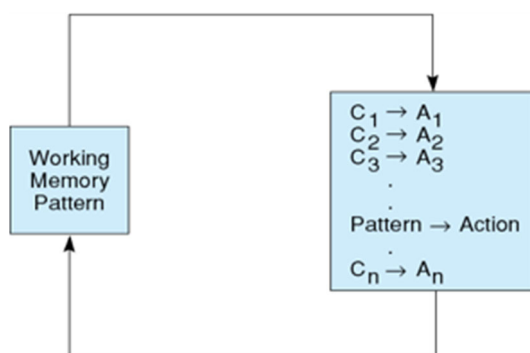 Working
Memory
Pattern
C₁ → A₁
C₂ → A₂
C₃ → A₃
.
.
Pattern → Action
.
Cₙ → Aₙ